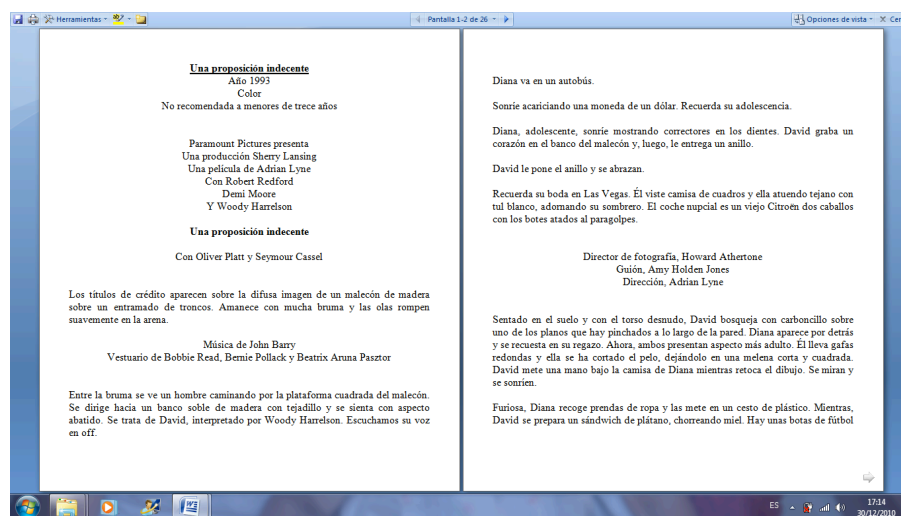 Herramientas
Pantalla 1-2 de 26
Opciones de vista
Cer
Una proposición indecente
Año 1993
Color
No recomendada a menores de trece años
Paramount Pictures presenta
Una producción Sherry Lansing
Una película de Adrian Lyne
Con Robert Redford
Demi Moore
Y Woody Harrelson
Una proposición indecente
Con Oliver Platt y Seymour Cassel
Los títulos de crédito aparecen sobre la difusa imagen de un malecón de madera
sobre un entramado de troncos. Amanece con mucha bruma y las olas rompen
suavemente en la arena.
Música de John Barry
Vestuario de Bobbie Read, Bernie Pollack y Beatrix Aruna Pasztor
Entre la bruma se ve un hombre caminando por la plataforma cuadrada del malecón.
Se dirige hacia un banco soble de madera con tejadillo y se sienta con aspecto
abatido. Se trata de David, interpretado por Woody Harrelson. Escuchamos su voz
en off.
Diana va en un autobús.
Sonríe acariciando una moneda de un dólar. Recuerda su adolescencia.
Diana, adolescente, sonríe mostrando correctores en los dientes. David graba un
corazón en el banco del malecón y, luego, le entrega un anillo.
David le pone el anillo y se abrazan.
Recuerda su boda en Las Vegas. Él viste camisa de cuadros y ella atuendo tejano con
tul blanco, adornando su sombrero. El coche nupcial es un viejo Citroën dos caballos
con los botes atados al paragolpes.
Director de fotografía, Howard Athertone
Guión, Amy Holden Jones
Dirección, Adrian Lyne
Sentado en el suelo y con el torso desnudo, David bosqueja con carboncillo sobre
uno de los planos que hay pinchados a lo largo de la pared. Diana aparece por detrás
y se recuesta en su regazo. Ahora, ambos presentan aspecto más adulto. Él lleva gafas
redondas y ella se ha cortado el pelo, dejándolo en una melena corta y cuadrada.
David mete una mano bajo la camisa de Diana mientras retoca el dibujo. Se miran y
se sonríen.
Furiosa, Diana recoge prendas de ropa y las mete en un cesto de plástico. Mientras,
David se prepara un sándwich de plátano, chorreando miel. Hay unas botas de fútbol
ES
17:14
30/12/2010